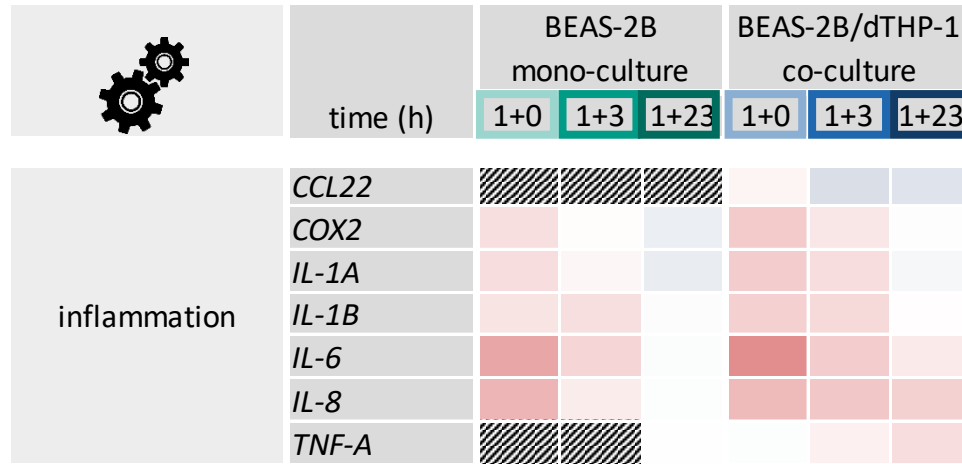 BEAS-2B
mono-culture
BEAS-2B/dTHP-1
co-culture
time (h) 1+0 1+3 1+23 1+0 1+3 1+23
inflammation
CCL22
COX2
IL-1A
IL-1B
IL-6
IL-8
TNF-A